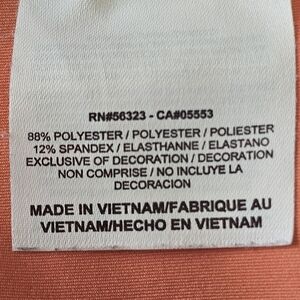 RN#56323 - CA#05553
88% POLYESTER / POLYESTER / POLIESTER
12% SPANDEX / ELASTHANNE / ELASTANO
EXCLUSIVE OF DECORATION / DECORATION
NON COMPRISE / NO INCLUYE LA
DECORACION
MADE IN VIETNAM/FABRIQUE AU
VIETNAM/HECHO EN VIETNAM